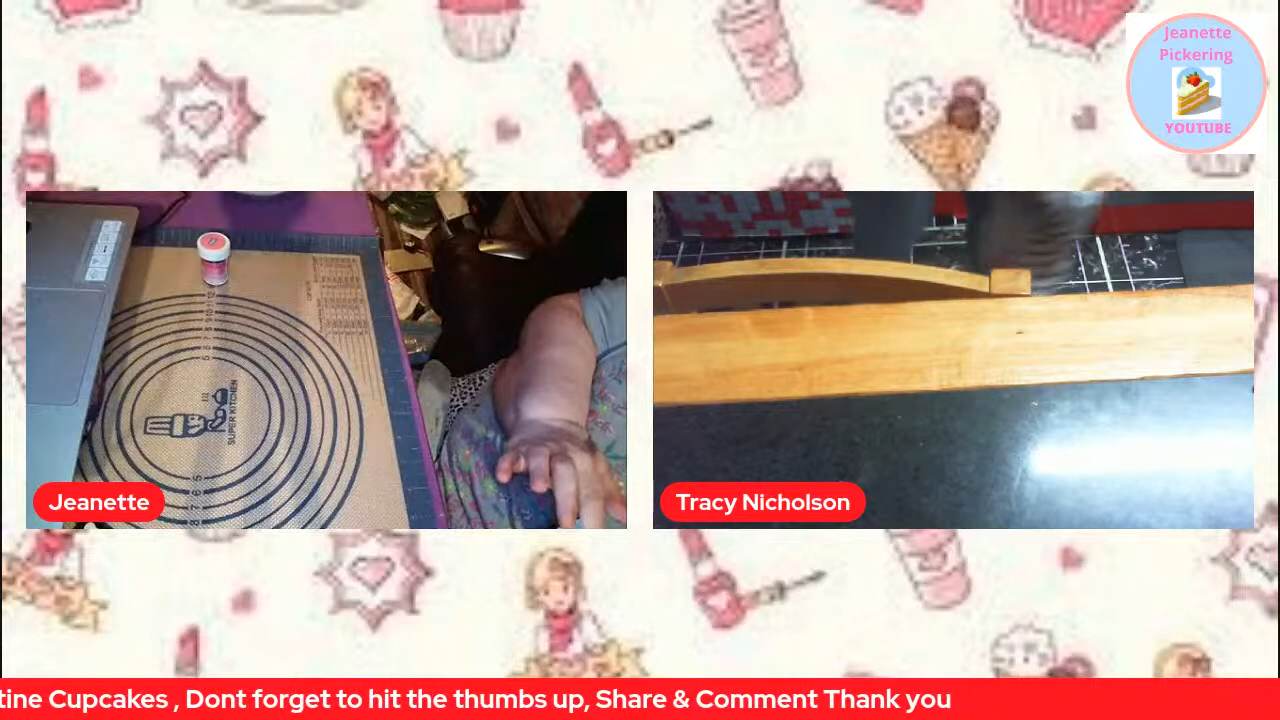 Jeanette
Pickering
YOUTUBE
SUPER KITCHEN
Jeanette
Tracy Nicholson
tine Cupcakes , Dont forget to hit the thumbs up, Share & Comment Thank you